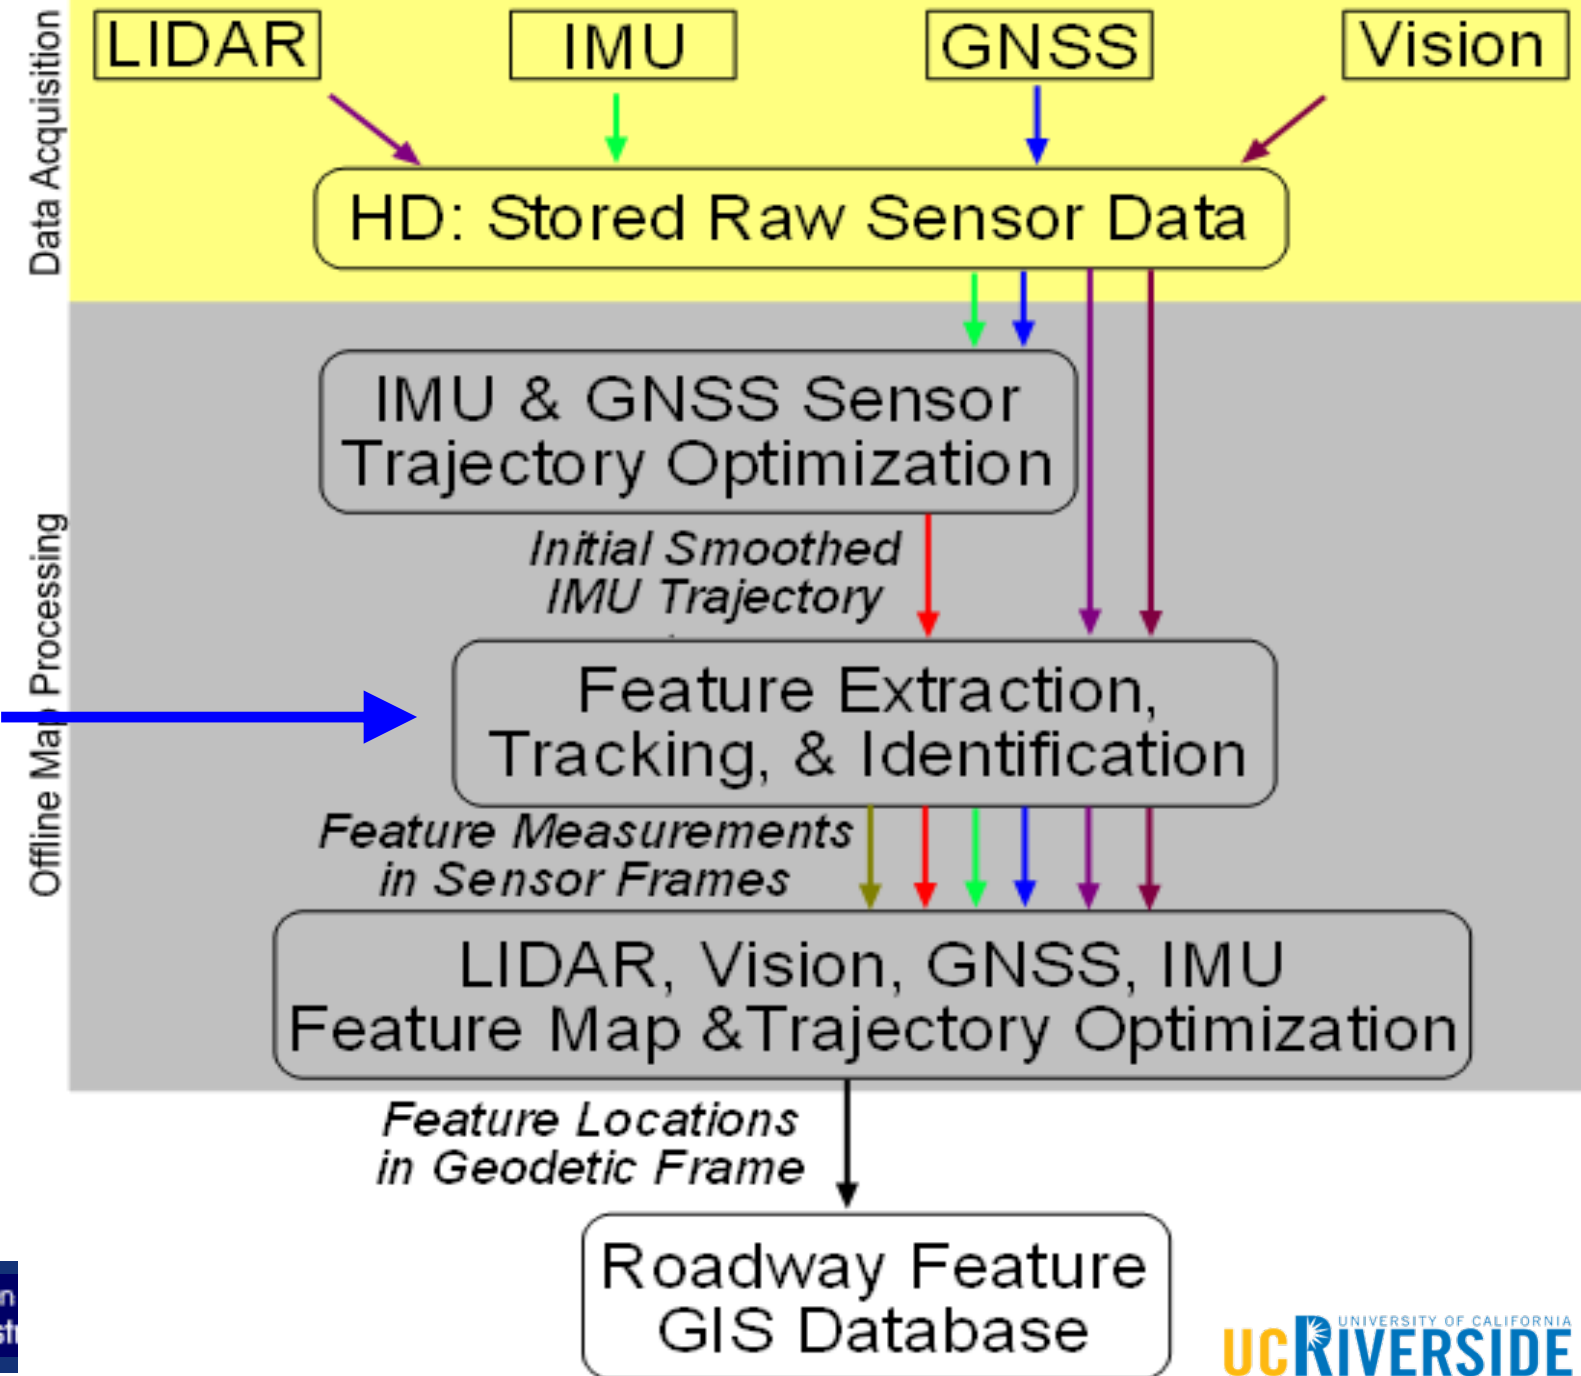 LIDAR
IMU
GNSS
Vision
Data Acquisition
HD: Stored Raw Sensor Data
IMU & GNSS Sensor
Trajectory Optimization
Initial Smoothed
IMU Trajectory
Offline Map Processing
Feature Extraction,
Tracking, & Identification
Feature Measurements
in Sensor Frames
LIDAR, Vision, GNSS, IMU
Feature Map &Trajectory Optimization
Feature Locations
in Geodetic Frame
Roadway Feature
GIS Database
UNIVERSITY OF CALIFORNIA
UCRIVERSIDE